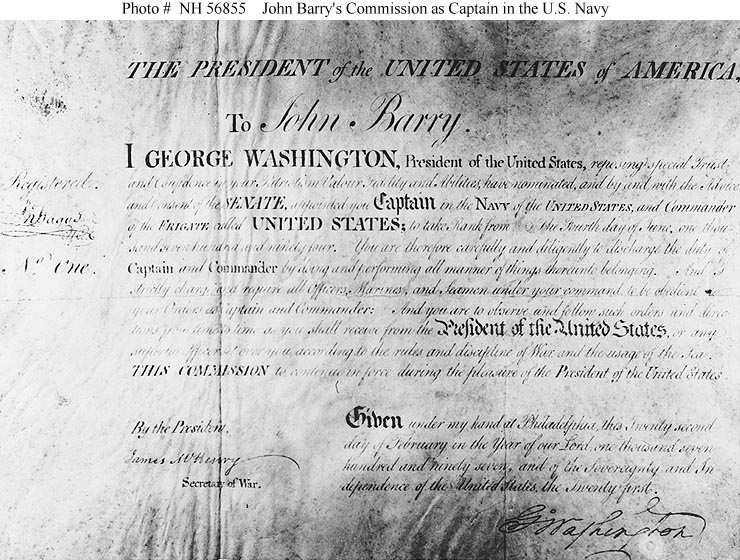 Photo # NH 56855 John Barry's Commission as Captain in the U.S. Navy
THE PRESIDENT of the UNITED STATES of AMERICA,
To John Barry.
I GEORGE WASHINGTON, President of the United States, reposing special Trust
and Confidence in your Patriotism Valour Fidelity and Abilities, have nominated, and by and with the Advice
and Consent of the SENATE, appointed you Captain in the NAVY of the UNITED STATES, and Commander
of the FRIGATE called UNITED STATES; to take Rank from the Fourth day of June, one thou-
sand seven hundred and ninety four. You are therefore carefully and diligently to discharge the duty of
Captain and Commander by doing and performing all manner of things thereunto belonging. And I
strictly charge and require all Officers, Marines, and Seamen under your command, to be obedient to
your Orders as Captain and Commander: And you are to observe and follow such orders and direc-
tions from time to time as you shall receive from the President of the United States, or any
superior Officer set over you according to the rules and discipline of War and the usage of the Sea.
THIS COMMISSION to continue in force during the pleasure of the President of the United States.
Registered.
No. One.
By the President,
James McHenry
Secretary of War.
Given under my hand at Philadelphia, this Twenty second
day of February, in the Year of our Lord, one thousand seven
hundred and ninety seven, and of the Sovereignty and In
dependence of the United States, the Twenty first.
G. Washington